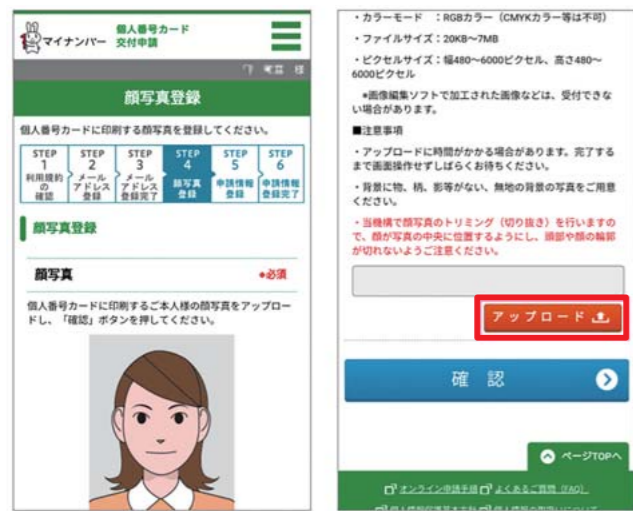 マイナンバー
個人番号カード
交付申請
様
顔写真登録
個人番号カードに印刷する顔写真を登録してください。
STEP
1
利用規約
の
確認
STEP
2
メール
アドレス
登録
STEP
3
メール
アドレス
登録完了
STEP
4
顔写真
登録
STEP
5
申請情報
登録
STEP
6
申請情報
登録完了
顔写真登録
顔写真
*必須
個人番号カードに印刷するご本人様の顔写真をアップロー
ドし、「確認」ボタンを押してください。
・カラーモード ：RGBカラー（CMYKカラー等は不可）
・ファイルサイズ：20KB〜7MB
・ピクセルサイズ：幅480〜6000ピクセル、高さ480〜
6000ピクセル
*画像編集ソフトで加工された画像などは、受付できな
い場合があります。
■注意事項
・アップロードに時間がかかる場合があります。完了する
まで画面操作せずしばらくお待ちください。
・背景に物、柄、影等がない、無地の背景の写真をご用意
ください。
・当機構で顔写真のトリミング（切り抜き）を行いますの
で、顔が写真の中央に位置するようにし、頭部や顔の輪郭
が切れないようご注意ください。
アップロード
確認
ページTOPへ
オンライン申請手順
よくあるご質問（FAQ）